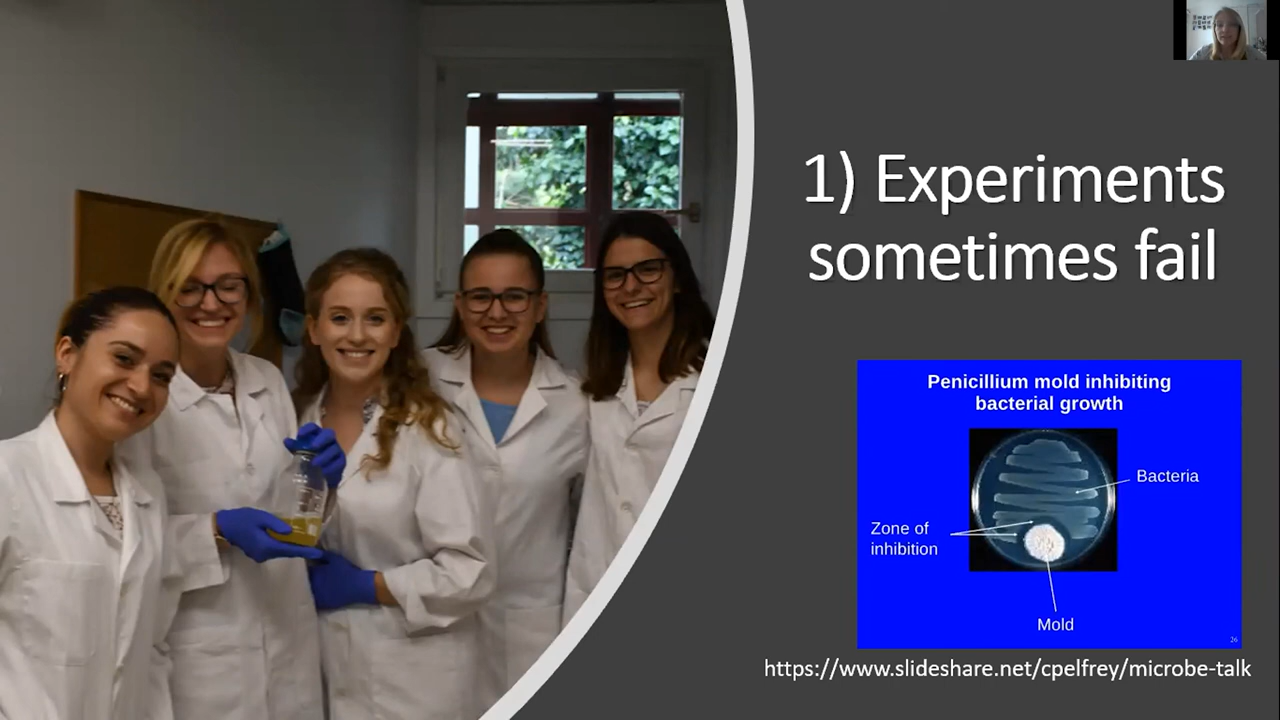 1) Experiments
sometimes fail
Penicillium mold inhibiting
bacterial growth
Bacteria
Zone of
inhibition
Mold
26
https://www.slideshare.net/cpelfrey/microbe-talk